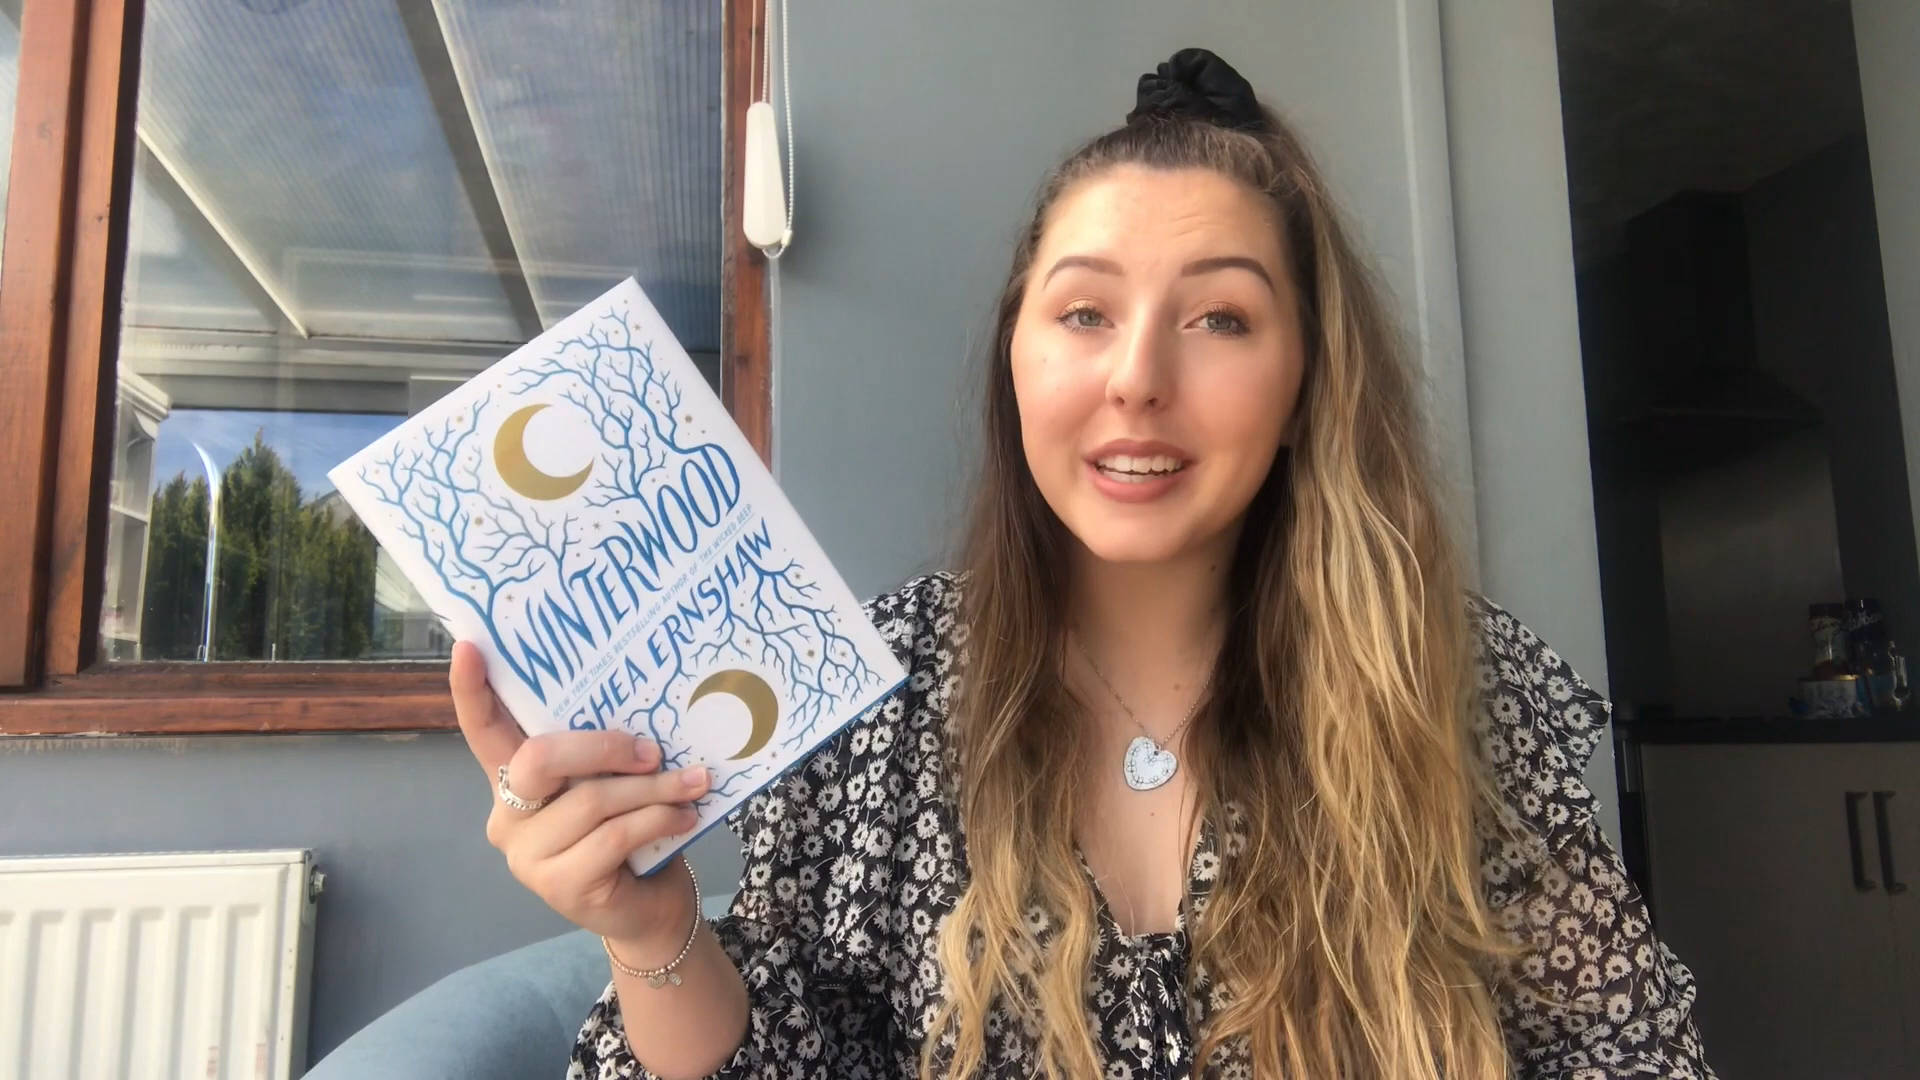 WINTERWOOD
NEW YORK TIMES BESTSELLING AUTHOR OF THE WICKED DEEP
SHEA ERNSHAW